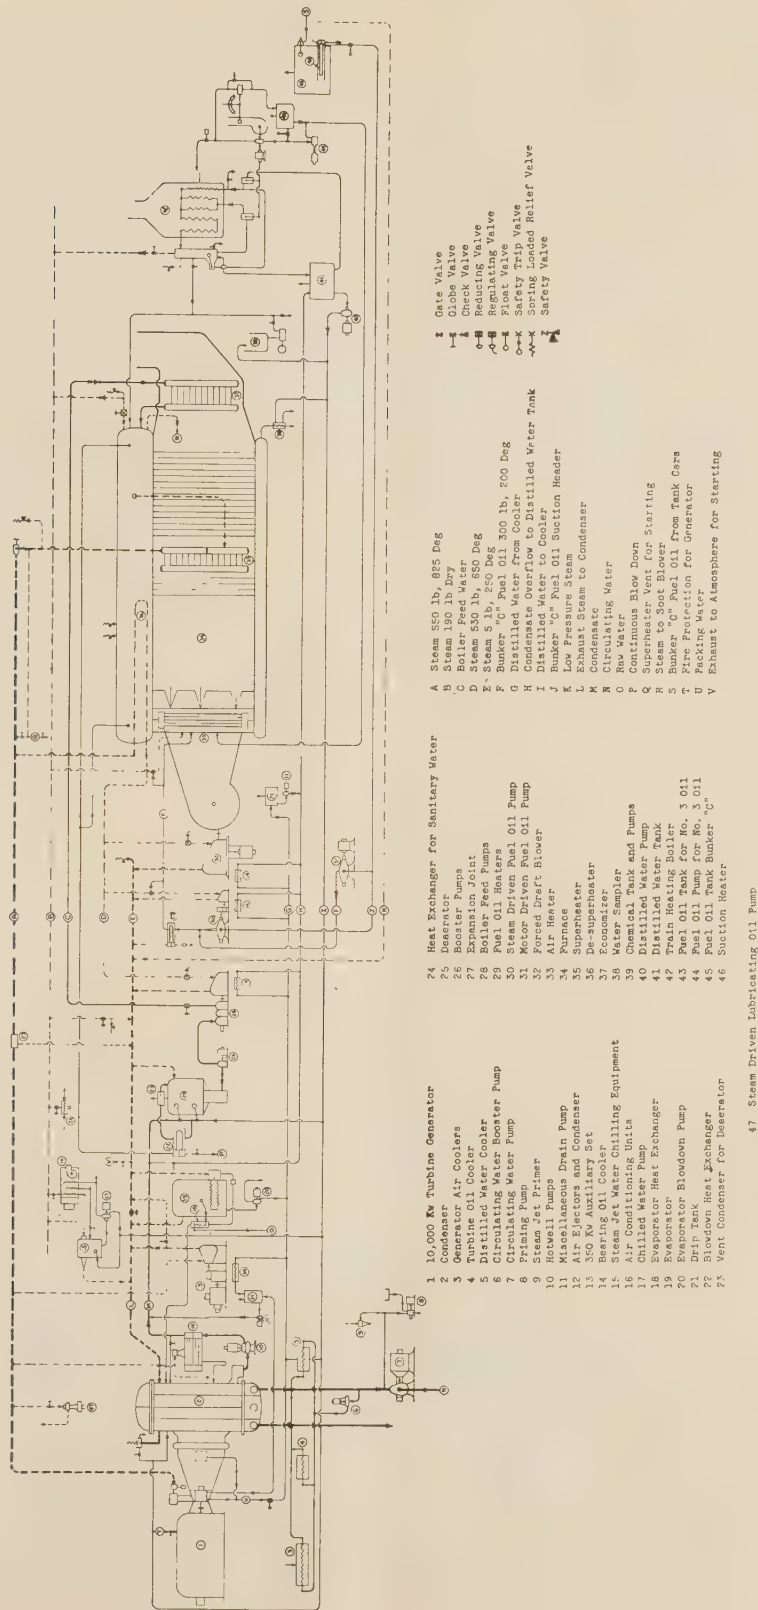 1 10,000 Kw Turbine Generator
2 Condenser
3 Generator Air Coolers
4 Turbine Oil Cooler
5 Distilled Water Cooler
6 Circulating Water Booster Pump
7 Circulating Water Pump
8 Priming Pump
9 Steam Jet Primer
10 Hotwell Pumps
11 Miscellaneous Drain Pump
12 Air Ejectors and Condenser
13 350 Kw Auxiliary Set
14 Bearing Oil Cooler
15 Steam Jet Water Chilling Equipment
16 Air Conditioning Units
17 Chilled Water Pump
18 Evaporator Heat Exchanger
19 Evaporator
20 Evaporator Blowdown Pump
21 Drip Tank
22 Blowdown Heat Exchanger
23 Vent Condenser for Deaerator
24 Heat Exchanger for Sanitary Water
25 Deaerator
26 Booster Pumps
27 Expansion Joint
28 Boiler Feed Pumps
29 Fuel Oil Heaters
30 Steam Driven Fuel Oil Pump
31 Motor Driven Fuel Oil Pump
32 Forced Draft Blower
33 Air Heater
34 Furnace
35 Superheater
36 De-superheater
37 Economizer
38 Water Sampler
39 Chemical Tank and Pumps
40 Distilled Water Pump
41 Distilled Water Tank
42 Train Heating Boiler
43 Fuel Oil Tank for No. 3 Oil
44 Fuel Oil Pump for No. 3 Oil
45 Fuel Oil Tank Bunker "C"
46 Suction Heater
47 Steam Driven Lubricating Oil Pump
A Steam 550 lb, 825 Deg
B Steam 190 lb Dry
C Boiler Feed Water
D Steam 530 lb, 650 Deg
E Steam 5 lb, 250 Deg
F Bunker "C" Fuel Oil 300 lb, 200 Deg
G Distilled Water from Cooler
H Condensate Overflow to Distilled Water Tank
I Distilled Water to Cooler
J Bunker "C" Fuel Oil Suction Header
K Low Pressure Steam
L Exhaust Steam to Condenser
M Condensate
N Circulating Water
O Raw Water
P Continuous Blow Down
Q Superheater Vent for Starting
R Steam to Soot Blower
S Bunker "C" Fuel Oil from Tank Cars
T Fire Protection for Generator
U Packing Water
V Exhaust to Atmosphere for Starting
Gate Valve
Globe Valve
Check Valve
Reducing Valve
Regulating Valve
Float Valve
Safety Trip Valve
Spring Loaded Relief Valve
Safety Valve